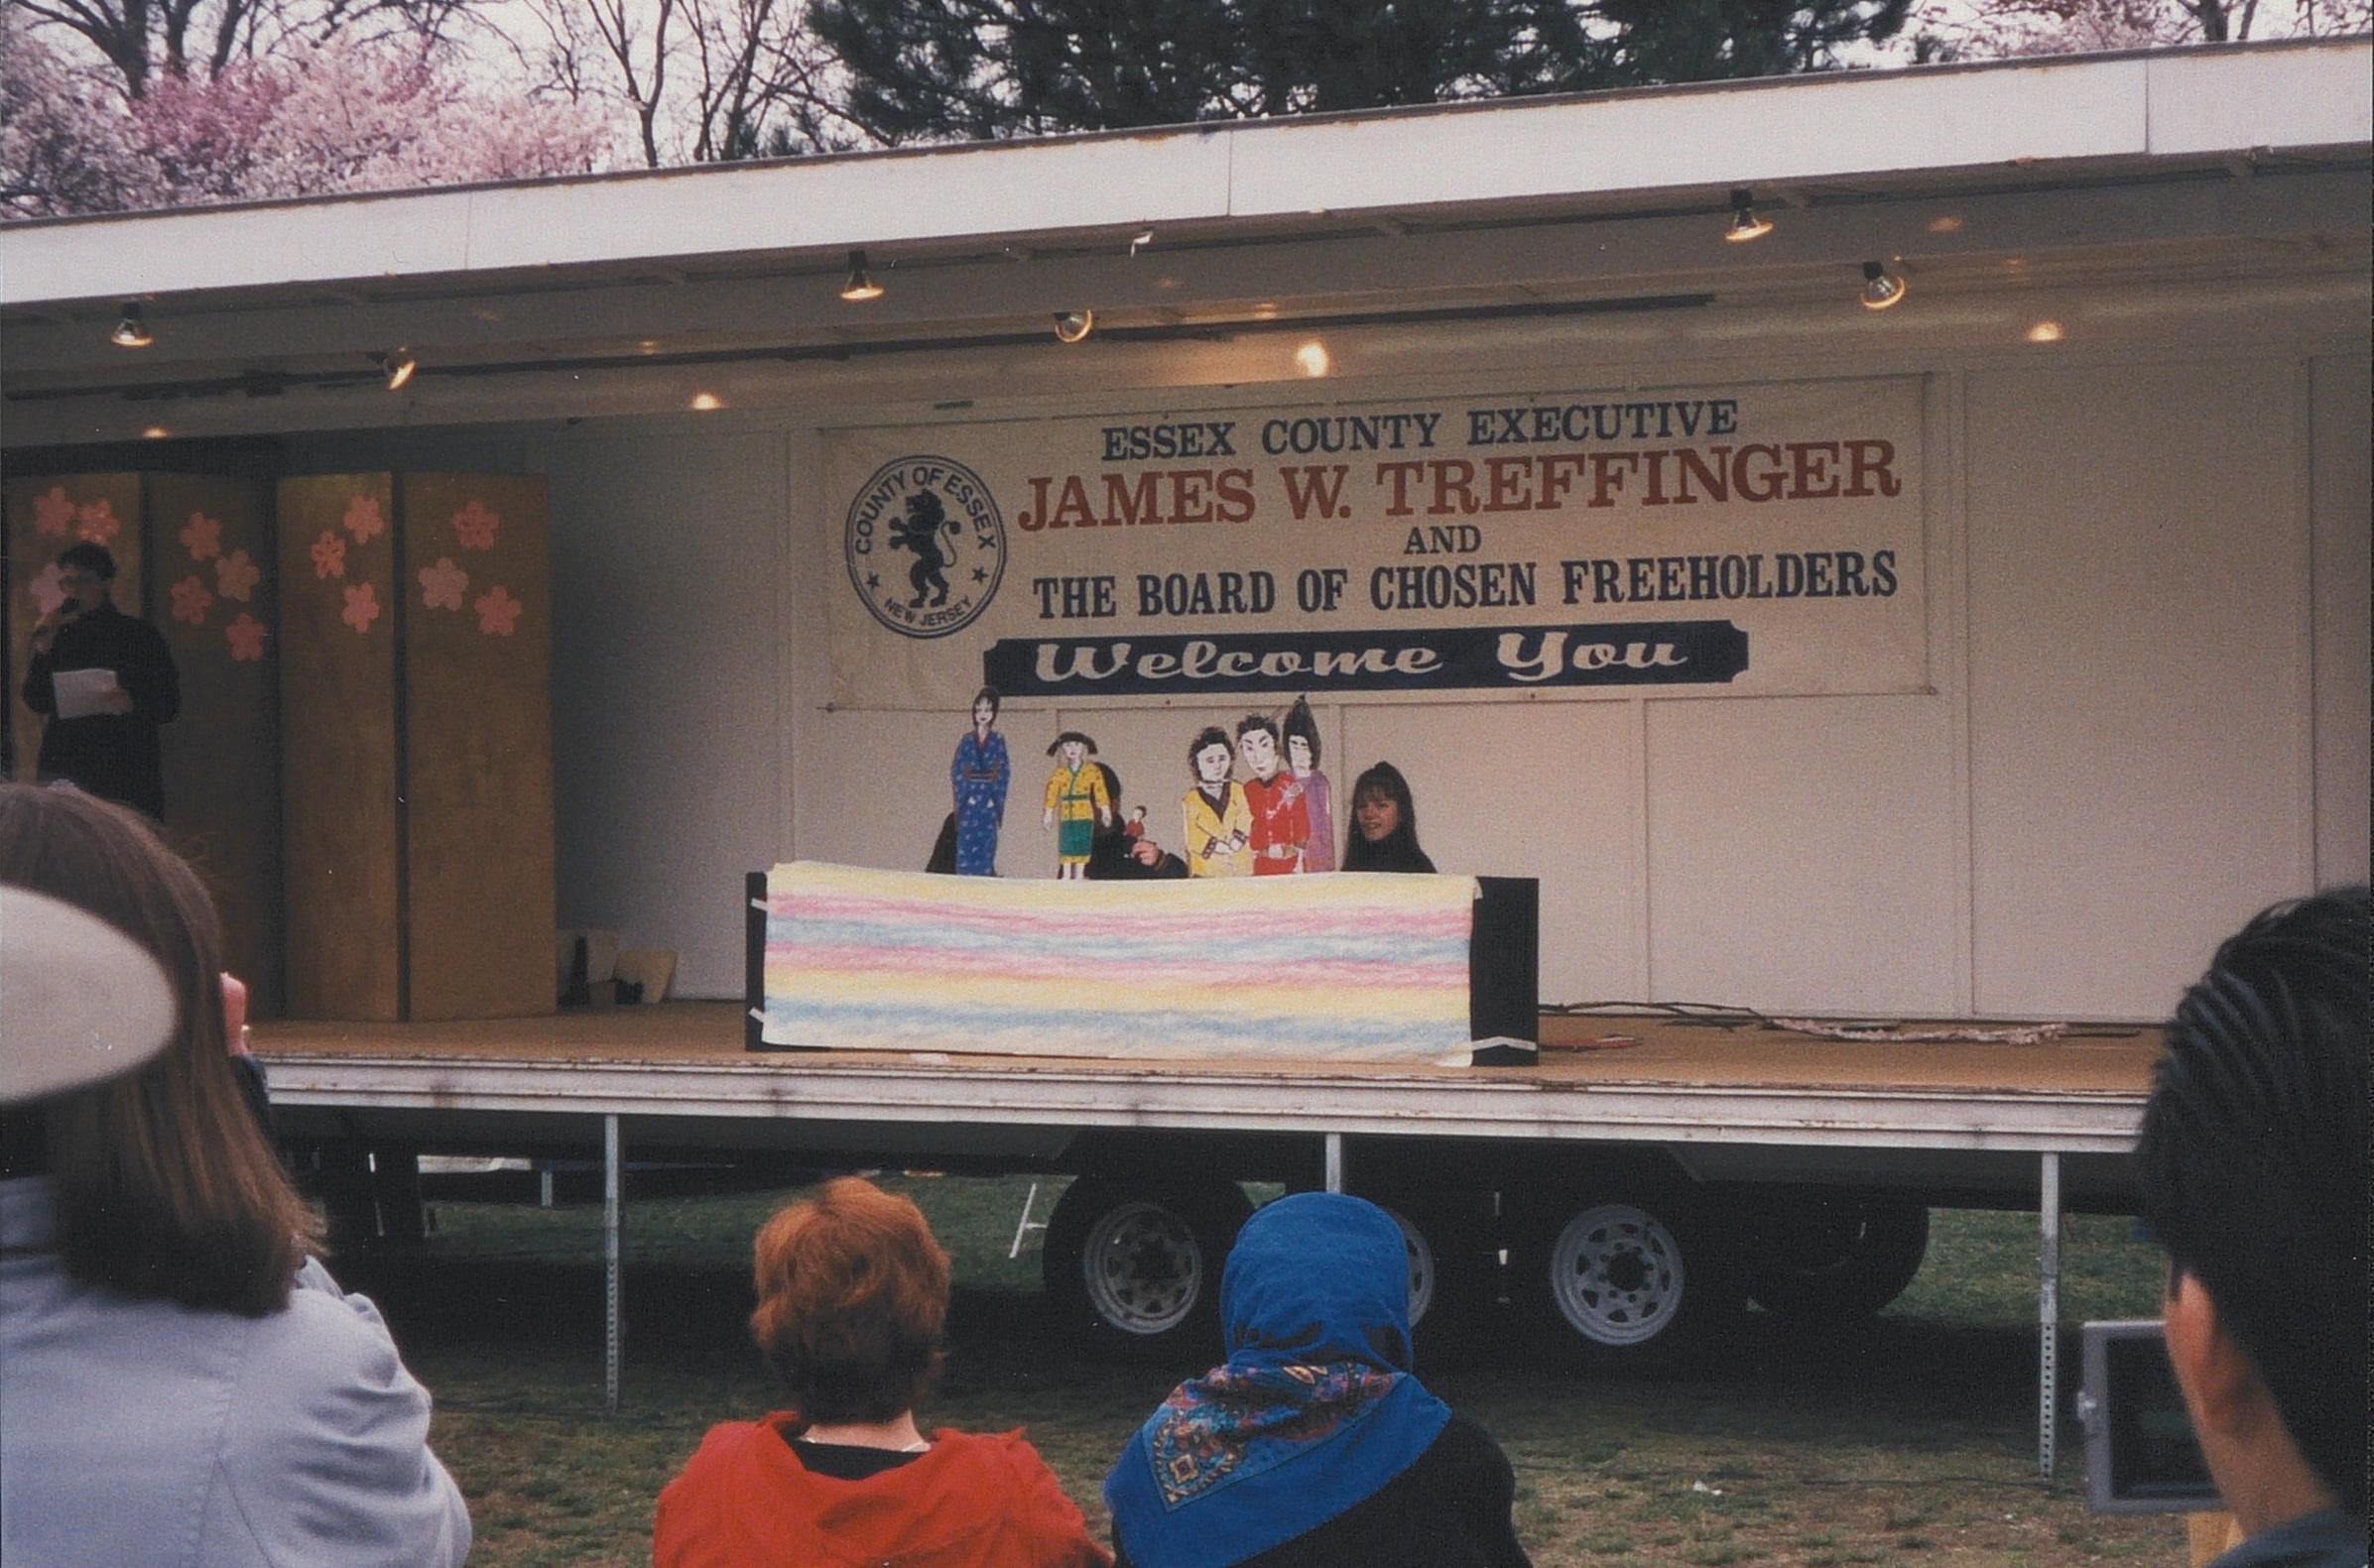 ESSEX COUNTY EXECUTIVE
JAMES W. TREFFINGER
AND
THE BOARD OF CHOSEN FREEHOLDERS
Welcome You
COUNTY OF ESSEX
NEW JERSEY